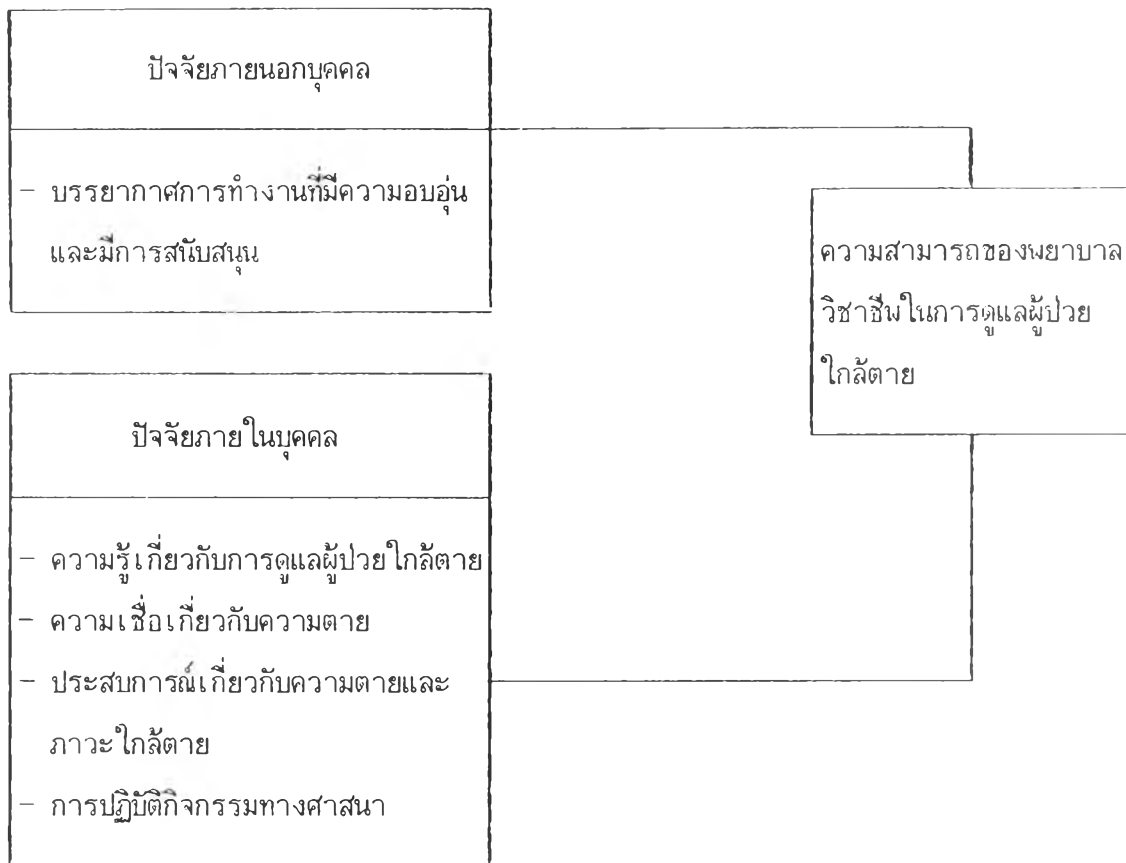 ปัจจัยภายนอกบุคคล
- บรรยากาศการทำงานที่มีความอบอุ่น
และมีการสนับสนุน
ความสามารถของพยาบาล
วิชาชีพในการดูแลผู้ป่วย
ใกล้ตาย
ปัจจัยภายในบุคคล
- ความรู้เกี่ยวกับการดูแลผู้ป่วยใกล้ตาย
- ความเชื่อเกี่ยวกับความตาย
- ประสบการณ์เกี่ยวกับความตายและ
ภาวะใกล้ตาย
- การปฏิบัติกิจกรรมทางศาสนา